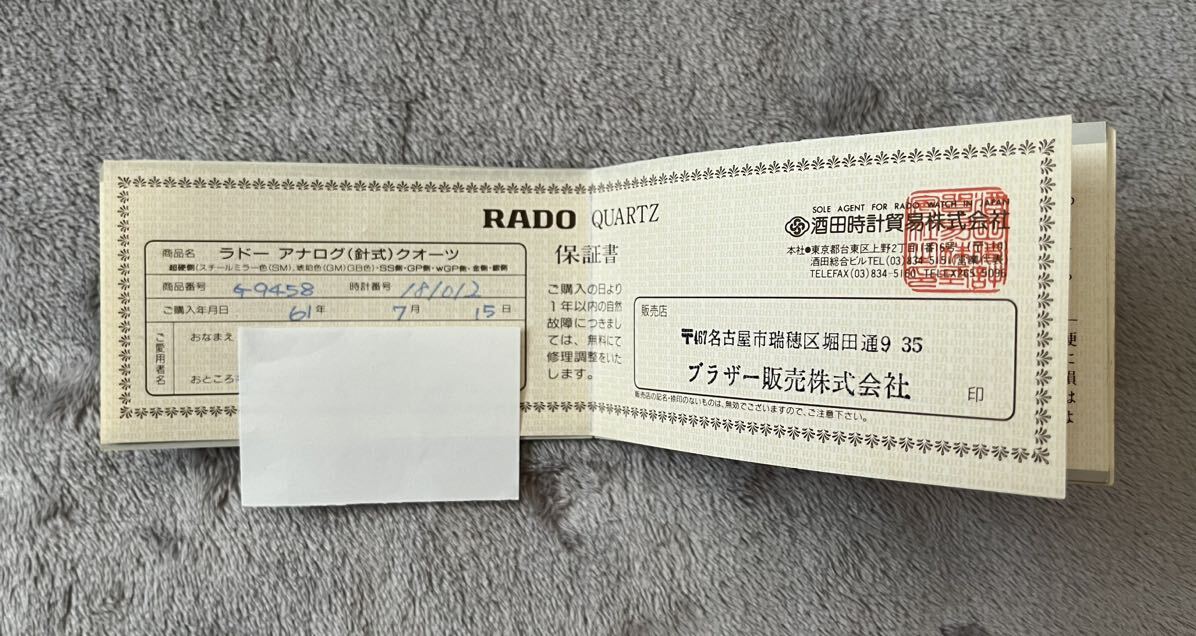 RADO QUARTZ
商品名 ラドー アナログ(針式)クオーツ
超硬側(スチールミラー色(SM)、琥珀色(GM)GB色)・SS側・GP側・WGP側・金側・銀側
商品番号 49458 時計番号 181012
ご購入年月日 61年 7月 15日
ご愛用者名
おなまえ
おところ
保証書
ご購入の日より
1年以内の自然
故障につきまし
ては、無料にて
修理調整をいた
します。
SOLE AGENT FOR RADO WATCH IN JAPAN
酒田時計貿易株式会社
本社●東京都台東区上野2丁目
酒田総合ビル TEL(03)834-5151
TELEFAX(03)834-5160 TELEX265-5096
販売店
〒467名古屋市瑞穂区堀田通9 35
ブラザー販売株式会社
印
販売店の記名・捺印のないものは、無効でございますので、ご注意下さい。